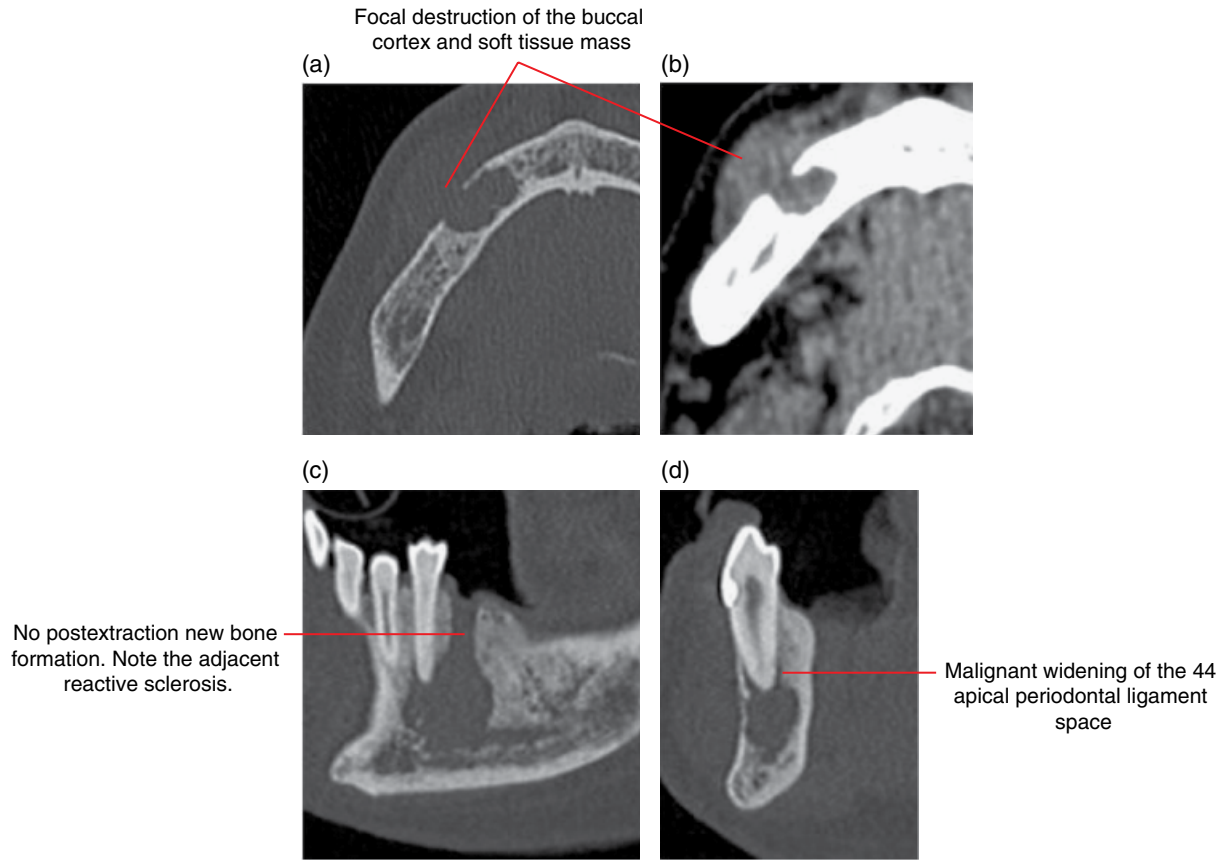 Focal destruction of the buccal
cortex and soft tissue mass
(a)
(b)
(c)
(d)
No postextraction new bone
formation. Note the adjacent
reactive sclerosis.
Malignant widening of the 44
apical periodontal ligament
space